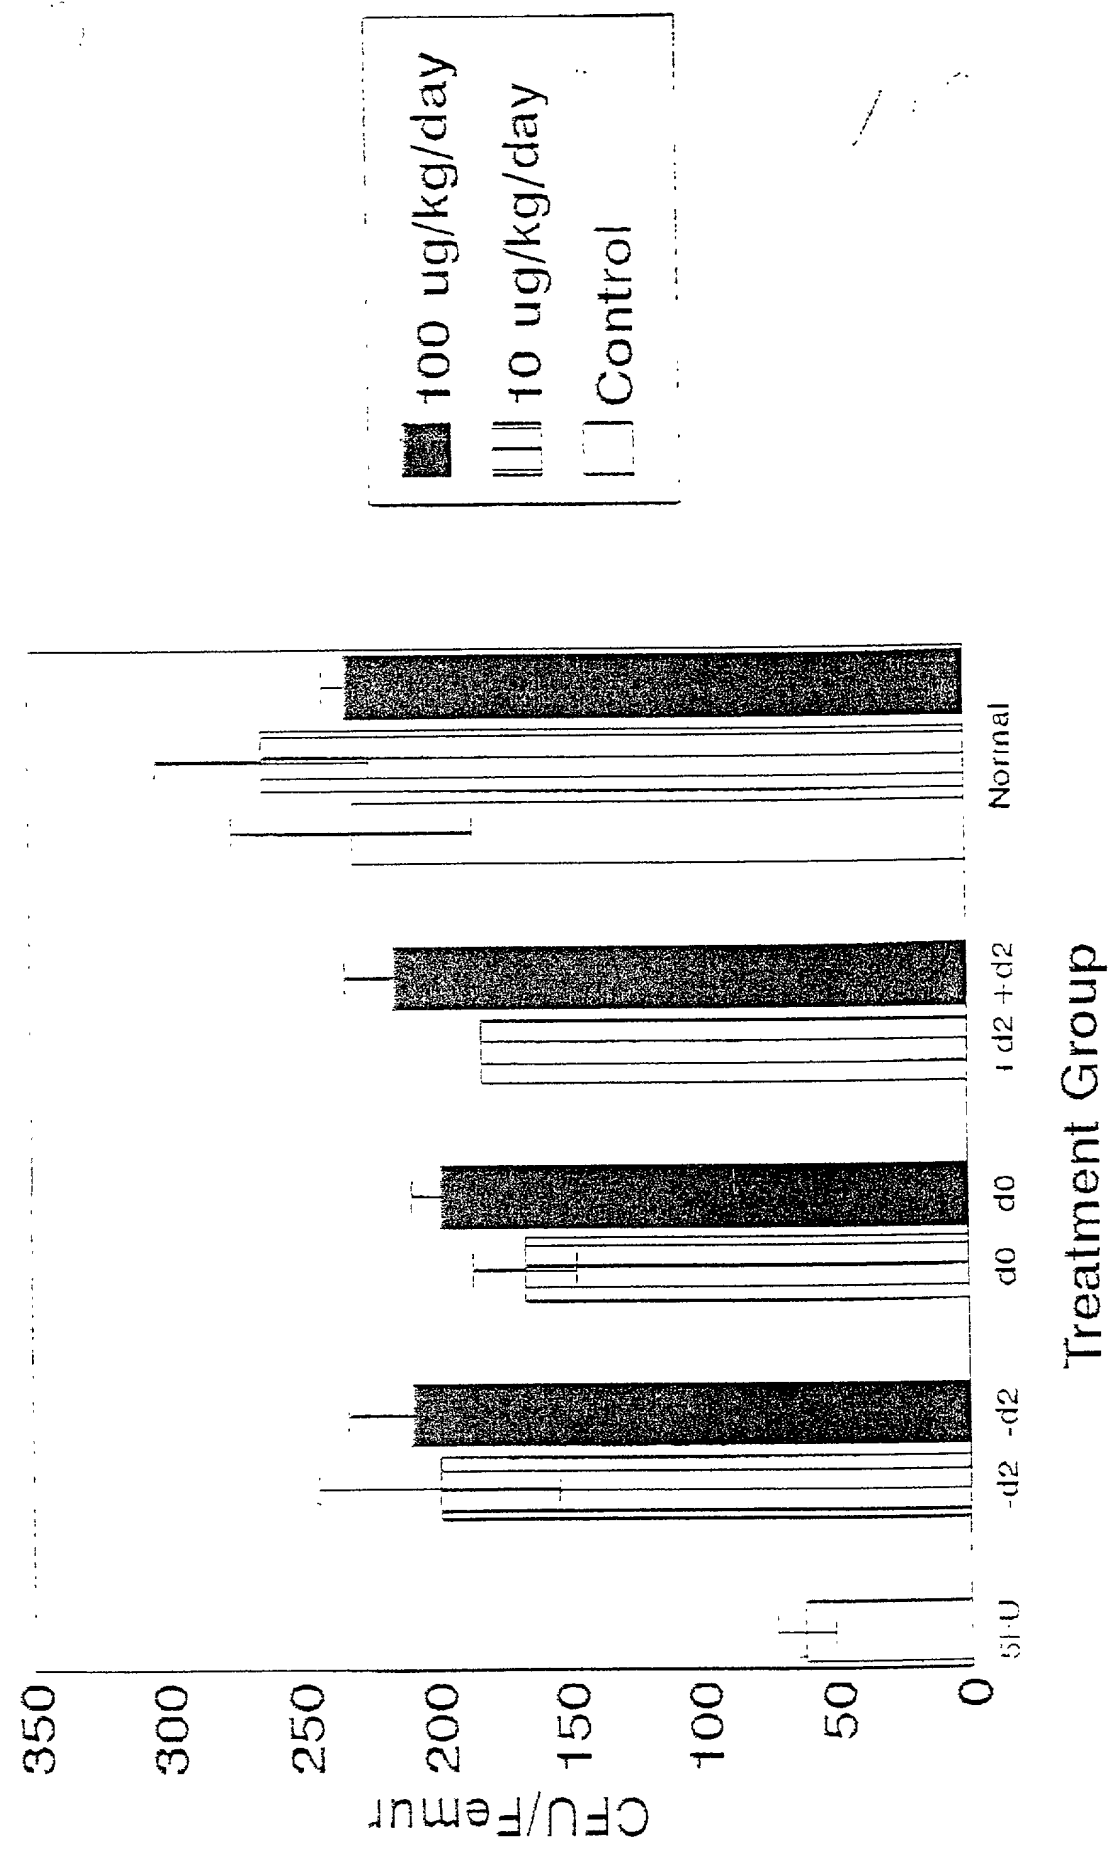 CFU/Femur
350
300
250
200
150
100
50
0
5FU
-d2 -d2
d0 d0
+d2 +d2
Normal
Treatment Group
100 ug/kg/day
10 ug/kg/day
Control